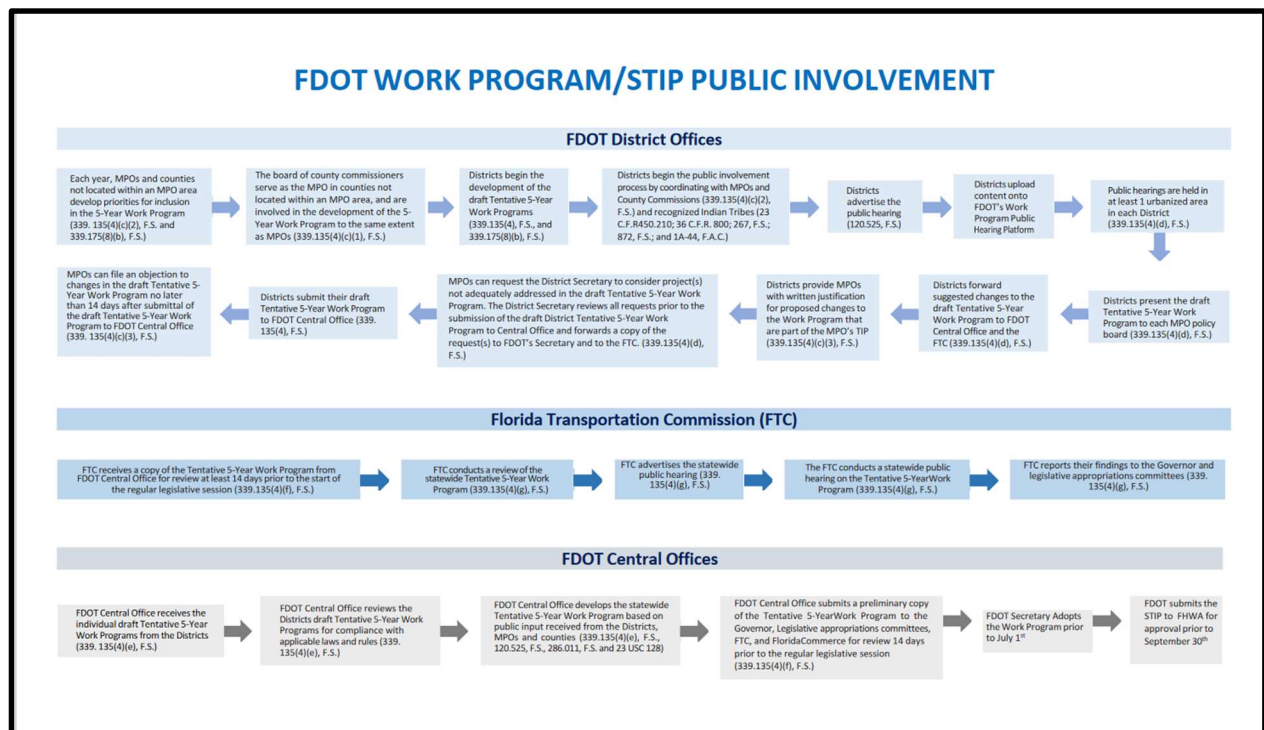 FDOT WORK PROGRAM/STIP PUBLIC INVOLVEMENT
FDOT District Offices
Each year, MPOs and counties
not located within an MPO area
develop priorities for inclusion
in the 5-Year Work Program
(339. 135(4)(c)(2), F.S. and
339.175(8)(b), F.S.)
The board of county commissioners
serve as the MPO in counties not
located within an MPO area, and are
involved in the development of the 5-
Year Work Program to the same extent
as MPOs (339.135(4)(c)(1), F.S.)
Districts begin the
development of the
draft Tentative 5-Year
Work Programs
(339.135(4), F.S., and
339.175(8)(b), F.S.)
Districts begin the public involvement
process by coordinating with MPOs and
County Commissions (339.135(4)(c)(2),
F.S.) and recognized Indian Tribes (23
C.F.R450.210; 36 C.F.R. 800; 267, F.S.;
872, F.S.; and 1A-44, F.A.C.)
Districts
advertise the
public hearing
(120.525, F.S.)
Districts upload
content onto
FDOT's Work
Program Public
Hearing Platform
Public hearings are held in
at least 1 urbanized area
in each District
(339.135(4)(d), F.S.)
Districts present the draft
Tentative 5-Year Work
Program to each MPO policy
board (339.135(4)(d), F.S.)
Districts forward
suggested changes to the
draft Tentative 5-Year
Work Program to FDOT
Central Office and the
FTC (339.135(4)(d), F.S.)
Districts provide MPOs
with written justification
for proposed changes to
the Work Program that
are part of the MPO's TIP
(339.135(4)(c)(3), F.S.)
MPOs can request the District Secretary to consider project(s)
not adequately addressed in the draft Tentative 5-Year Work
Program. The District Secretary reviews all requests prior to the
submission of the draft District Tentative 5-Year Work
Program to Central Office and forwards a copy of the
request(s) to FDOT's Secretary and to the FTC. (339.135(4)(d),
F.S.)
Districts submit their draft
Tentative 5-Year Work Program
to FDOT Central Office (339.
135(4), F.S.)
MPOs can file an objection to
changes in the draft Tentative 5-
Year Work Program no later
than 14 days after submittal of
the draft Tentative 5-Year Work
Program to FDOT Central Office
(339. 135(4)(c)(3), F.S.)
Florida Transportation Commission (FTC)
FTC receives a copy of the Tentative 5-Year Work Program from
FDOT Central Office for review at least 14 days prior to the start of
the regular legislative session (339.135(4)(f), F.S.)
FTC conducts a review of the
statewide Tentative 5-Year Work
Program (339.135(4)(g), F.S.)
FTC advertises the statewide
public hearing (339.
135(4)(g), F.S.)
The FTC conducts a statewide public
hearing on the Tentative 5-YearWork
Program (339.135(4)(g), F.S.)
FTC reports their findings to the Governor and
legislative appropriations committees (339.
135(4)(g), F.S.)
FDOT Central Offices
FDOT Central Office receives the
individual draft Tentative 5-Year
Work Programs from the Districts
(339. 135(4)(e), F.S.)
FDOT Central Office reviews the
Districts draft Tentative 5-Year Work
Programs for compliance with
applicable laws and rules (339.
135(4)(e), F.S.)
FDOT Central Office develops the statewide
Tentative 5-Year Work Program based on
public input received from the Districts,
MPOs and counties (339.135(4)(e), F.S.,
120.525, F.S., 286.011, F.S. and 23 USC 128)
FDOT Central Office submits a preliminary copy
of the Tentative 5-YearWork Program to the
Governor, Legislative appropriations committees,
FTC, and FloridaCommerce for review 14 days
prior to the regular legislative session
(339.135(4)(f), F.S.)
FDOT Secretary Adopts
the Work Program prior
to July 1st
FDOT submits the
STIP to FHWA for
approval prior to
September 30th